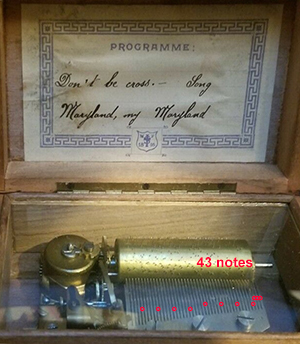 PROGRAMME:
Don't be cross. — Song
Maryland, my Maryland
43 notes